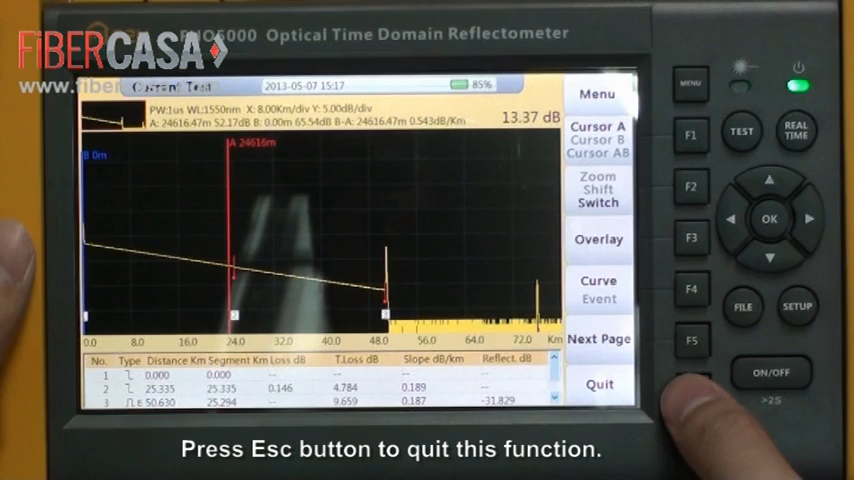 5000 Optical Time Domain Reflectometer
FiBERCASA
www.fiber
Current Test 2013-05-07 15:17 85%
PW:1us WL:1550nm X: 8.00Km/div Y: 5.00dB/div
A: 24616.47m 52.17dB B: 0.00m 65.54dB B-A: 24616.47m 0.543dB/Km
13.37 dB
B 0m
A 24616m
2
3
0.0 8.0 16.0 24.0 32.0 40.0 48.0 56.0 64.0 72.0 Km
No. Type Distance Km Segment Km Loss dB T.Loss dB Slope dB/km Reflect. dB
1 0.000 0.000 -- -- -- --
2 25.335 25.335 0.146 4.784 0.189 --
3 E 50.630 25.294 9.659 0.187 -31.829
Menu
Cursor A
Cursor B
Cursor AB
Zoom
Shift
Switch
Overlay
Curve
Event
Next Page
Quit
MENU
F1
F2
F3
F4
F5
TEST
REAL
TIME
OK
FILE
SETUP
ON/OFF
>2S
Press Esc button to quit this function.